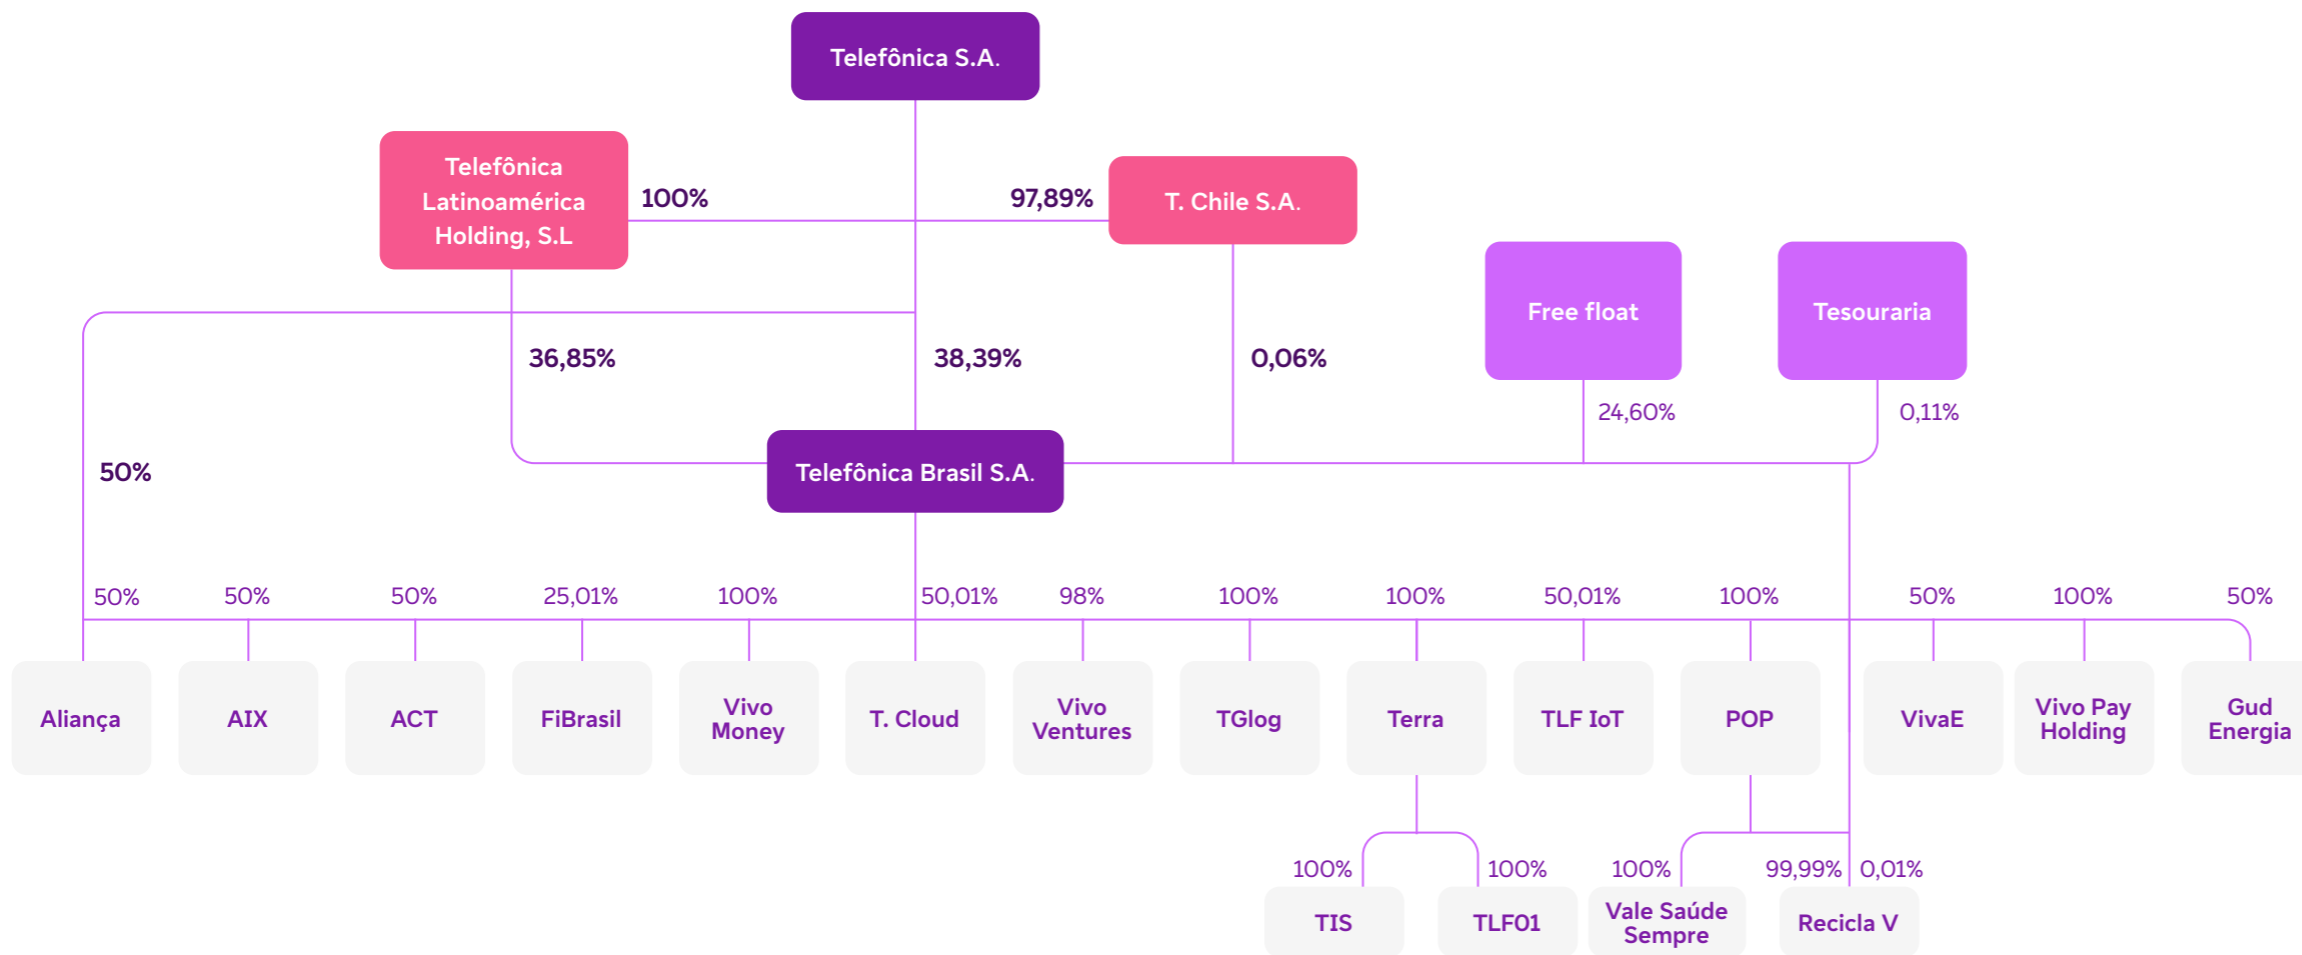 Telefônica S.A.
Telefônica
Latinoamérica
Holding, S.L
100%
97,89%
T. Chile S.A.
Free float
Tesouraria
36,85%
38,39%
0,06%
24,60%
0,11%
50%
Telefônica Brasil S.A.
50%
50%
50%
25,01%
100%
50,01%
98%
100%
100%
50,01%
100%
50%
100%
50%
Aliança
AIX
ACT
FiBrasil
Vivo
Money
T. Cloud
Vivo
Ventures
TGlog
Terra
TLF IoT
POP
VivaE
Vivo Pay
Holding
Gud
Energia
100%
100%
100%
99,99%
0,01%
TIS
TLF01
Vale Saúde
Sempre
Recicla V